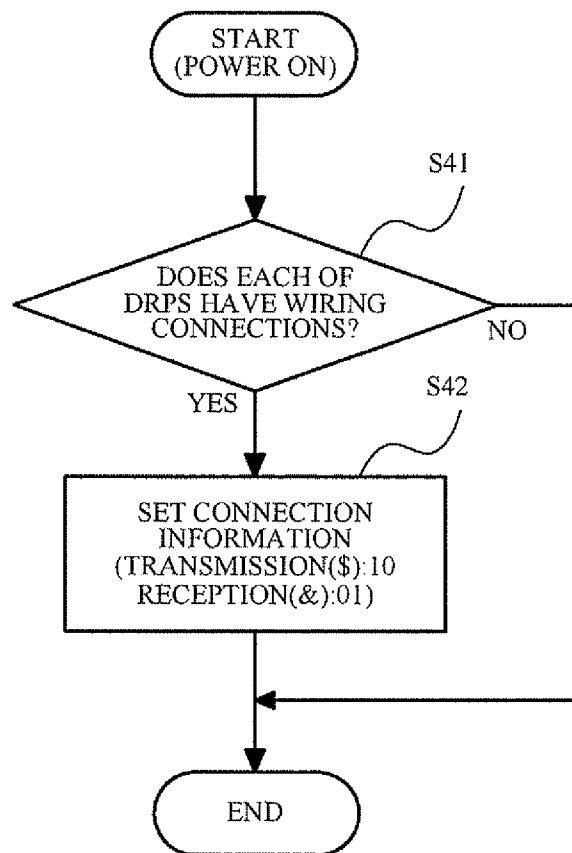 START
(POWER ON)
S41
DOES EACH OF
DRPS HAVE WIRING
CONNECTIONS?
NO
YES
S42
SET CONNECTION
INFORMATION
(TRANSMISSION($):10
RECEPTION(&):01)
END